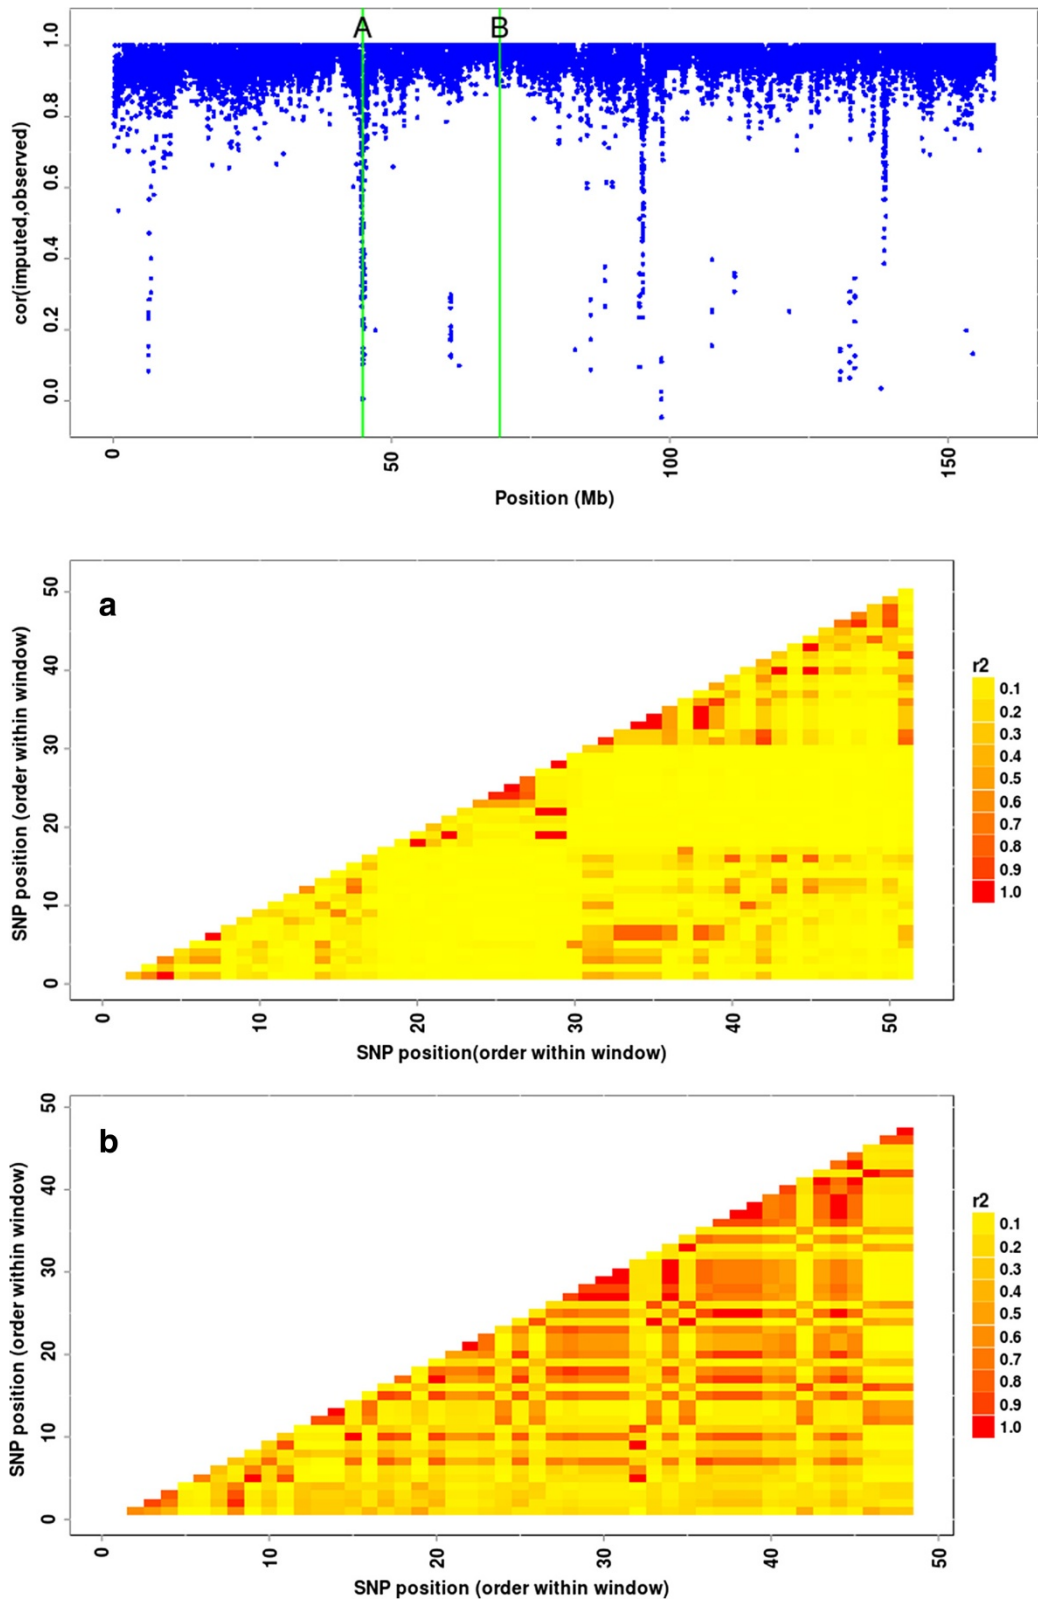 A B
cor(imputed,observed)
1.0
0.8
0.6
0.4
0.2
0.0
0 50 100 150
Position (Mb)
a
SNP position (order within window)
50
40
30
20
10
0
0 10 20 30 40 50
SNP position(order within window)
r2
0.1
0.2
0.3
0.4
0.5
0.6
0.7
0.8
0.9
1.0
b
SNP position (order within window)
50
40
30
20
10
0
0 10 20 30 40 50
SNP position (order within window)
r2
0.1
0.2
0.3
0.4
0.5
0.6
0.7
0.8
0.9
1.0